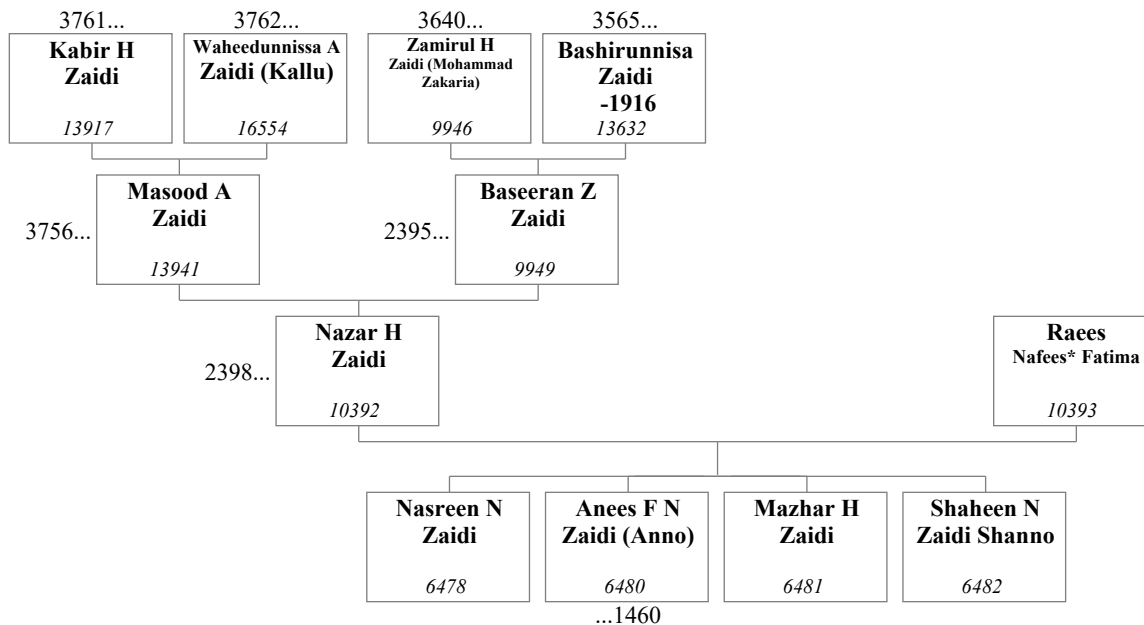 3761...
3762...
3640...
3565...
Kabir H
Zaidi
13917
Waheedunnissa A
Zaidi (Kallu)
16554
Zamirul H
Zaidi (Mohammad
Zakaria)
9946
Bashirunnisa
Zaidi
-1916
13632
3756...
Masood A
Zaidi
13941
2395...
Baseeran Z
Zaidi
9949
2398...
Nazar H
Zaidi
10392
Raees
Nafees* Fatima
10393
Nasreen N
Zaidi
6478
Anees F N
Zaidi (Anno)
6480
...1460
Mazhar H
Zaidi
6481
Shaheen N
Zaidi Shanno
6482